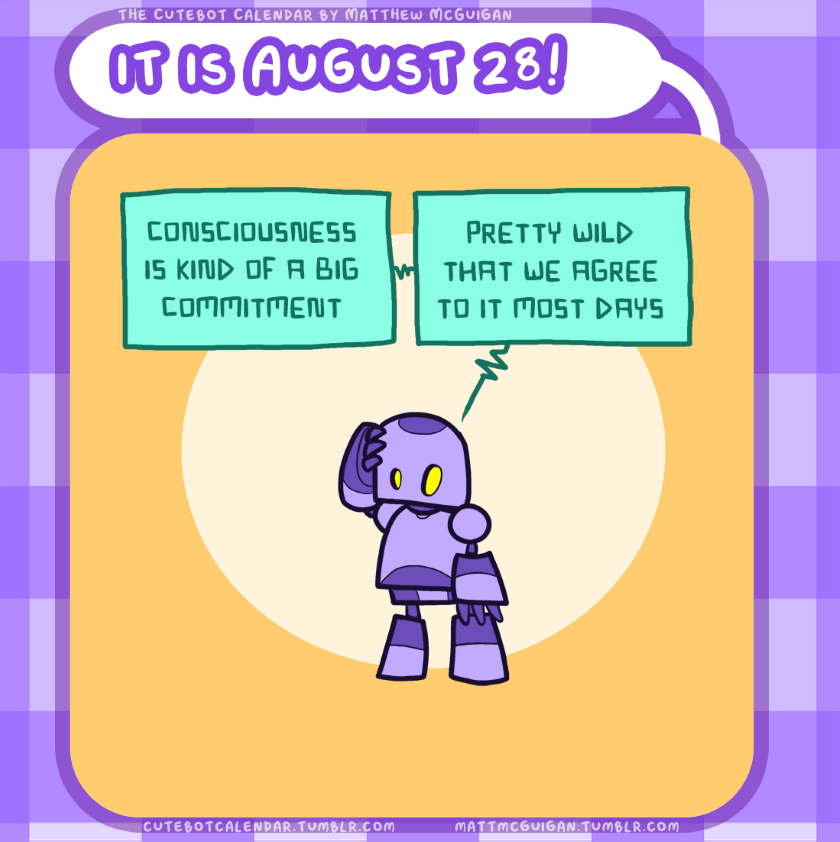 THE CUTEBOT CALENDAR BY MATTHEW MCGUIGAN
IT IS AUGUST 28!
CONSCIOUSNESS
IS KIND OF A BIG
COMMITMENT
PRETTY WILD
THAT WE AGREE
TO IT MOST DAYS
CUTEBOTCALENDAR.TUMBLR.COM
MATTMCGUIGAN.TUMBLR.COM